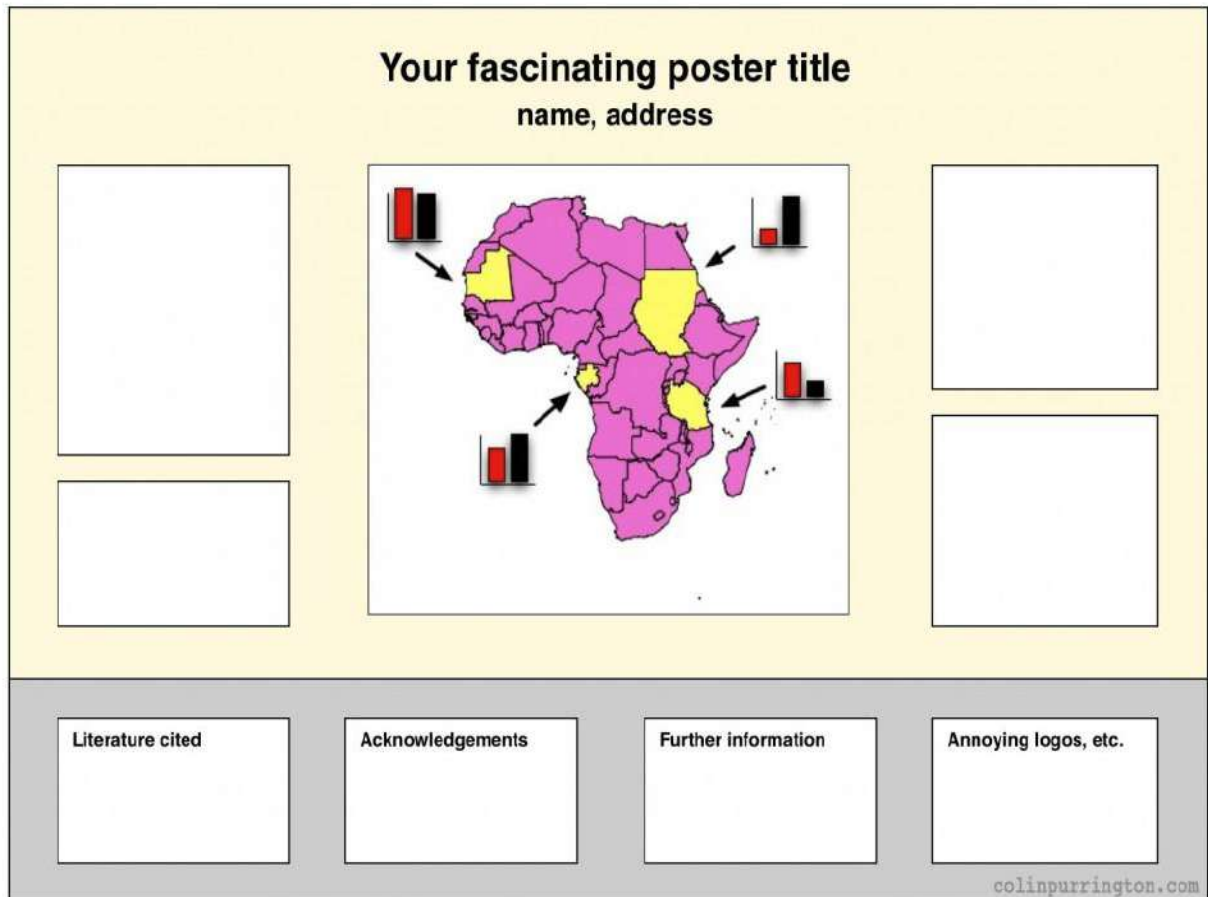 Your fascinating poster title
name, address
Literature cited
Acknowledgements
Further information
Annoying logos, etc.
colinpurrington.com